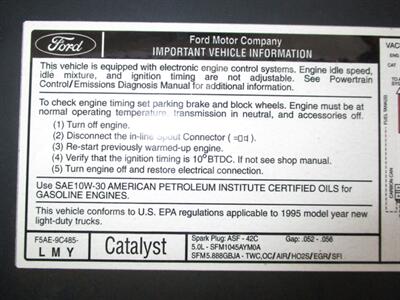 Ford
Ford Motor Company
IMPORTANT VEHICLE INFORMATION
This vehicle is equipped with electronic engine control systems. Engine idle speed,
idle mixture, and ignition timing are not adjustable. See Powertrain
Control/Emissions Diagnosis Manual for additional information.
To check engine timing set parking brake and block wheels. Engine must be at
normal operating temperature, transmission in neutral, and accessories off.
(1) Turn off engine.
(2) Disconnect the in-line Spout Connector ( ).
(3) Re-start previously warmed-up engine.
(4) Verify that the ignition timing is 10° BTDC. If not see shop manual.
(5) Turn engine off and restore electrical connection.
Use SAE10W-30 AMERICAN PETROLEUM INSTITUTE CERTIFIED OILS for
GASOLINE ENGINES.
This vehicle conforms to U.S. EPA regulations applicable to 1995 model year new
light-duty trucks.
F5AE-9C485-
L M Y
Catalyst
Spark Plug: ASF - 42C Gap: .052 - .056
5.0L - SFM1045AYM0A
SFM5.888GBJA - TWC,OC/AIR/HO2S/EGR/SFI
VAC
ENG
CAT
FUEL MAKE(S)
CARBON CAN